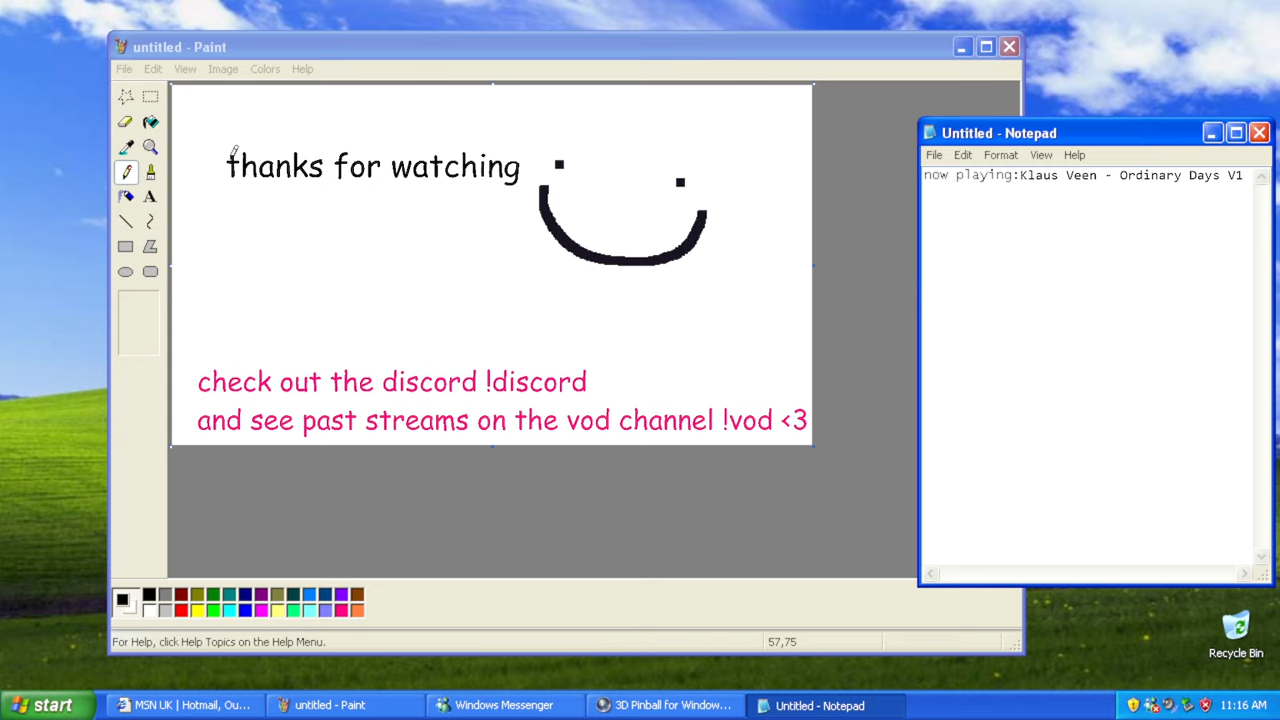 untitled - Paint
File Edit View Image Colors Help
thanks for watching
check out the discord !discord
and see past streams on the vod channel !vod <3
For Help, click Help Topics on the Help Menu.
57,75
Untitled - Notepad
File Edit Format View Help
now playing:Klaus Veen - Ordinary Days V1
Recycle Bin
start
MSN UK | Hotmail, Ou...
untitled - Paint
Windows Messenger
3D Pinball for Window...
Untitled - Notepad
11:16 AM